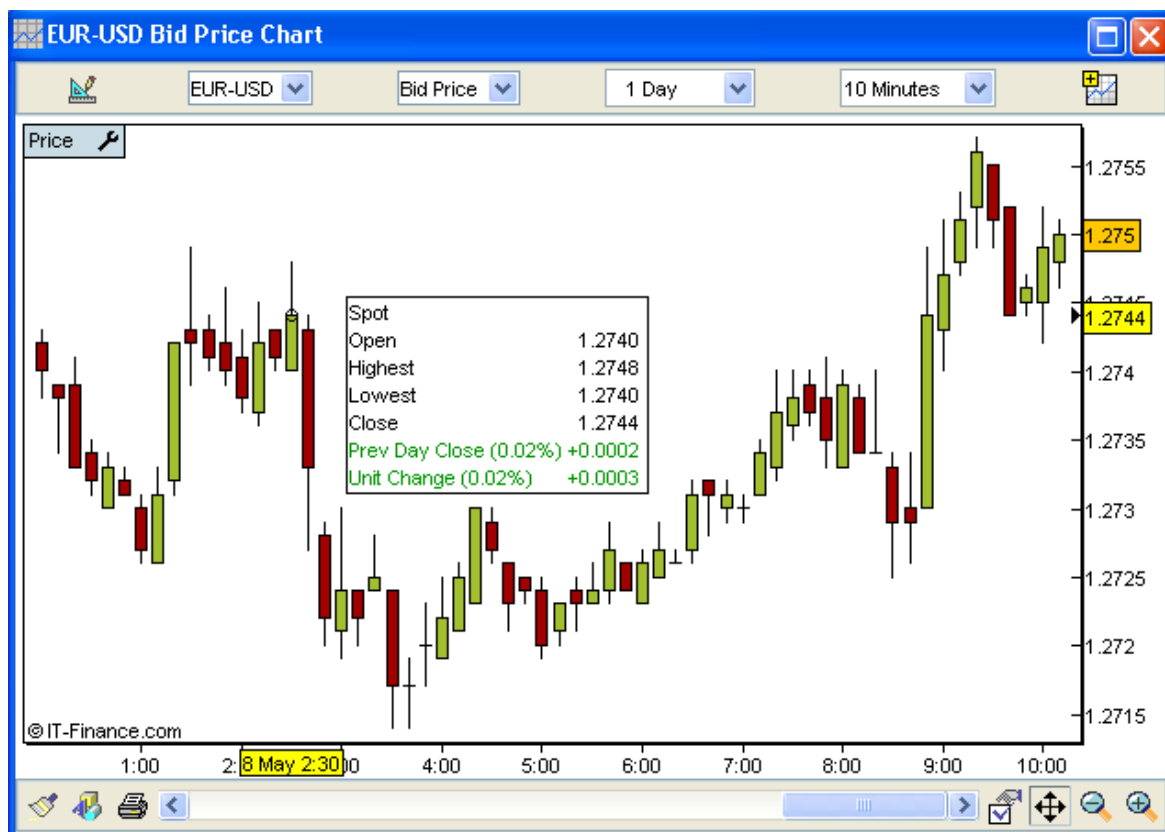 EUR-USD Bid Price Chart
EUR-USD Bid Price 1 Day 10 Minutes
Price
1.2755
1.275
1.2745
1.2744
1.274
1.2735
1.273
1.2725
1.272
1.2715
Spot
Open 1.2740
Highest 1.2748
Lowest 1.2740
Close 1.2744
Prev Day Close (0.02%) +0.0002
Unit Change (0.02%) +0.0003
© IT-Finance.com
1:00 2: 8 May 2:30 00 4:00 5:00 6:00 7:00 8:00 9:00 10:00